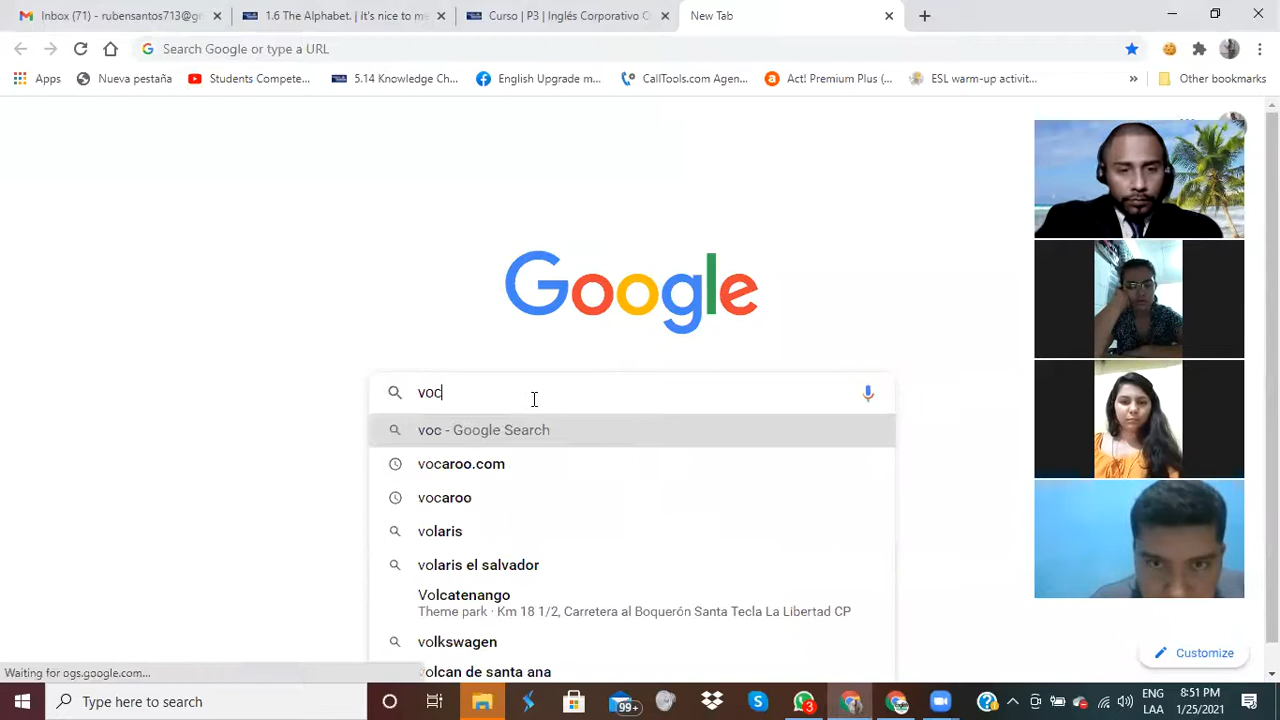 Inbox (71) - rubensantos713@gr
1.6 The Alphabet. | It's nice to me
Curso | P3 | Inglés Corporativo C
New Tab
Search Google or type a URL
Apps
Nueva pestaña
Students Compete...
5.14 Knowledge Ch...
English Upgrade m...
CallTools.com Agen...
Act! Premium Plus (...
ESL warm-up activit...
»
Other bookmarks
Google
voc
voc - Google Search
vocaroo.com
vocaroo
volaris
volaris el salvador
Volcatenango
Theme park · Km 18 1/2, Carretera al Boquerón Santa Tecla La Libertad CP
volkswagen
volcan de santa ana
Customize
Waiting for ogs.google.com...
Type here to search
99+
3
ENG
LAA
8:51 PM
1/25/2021